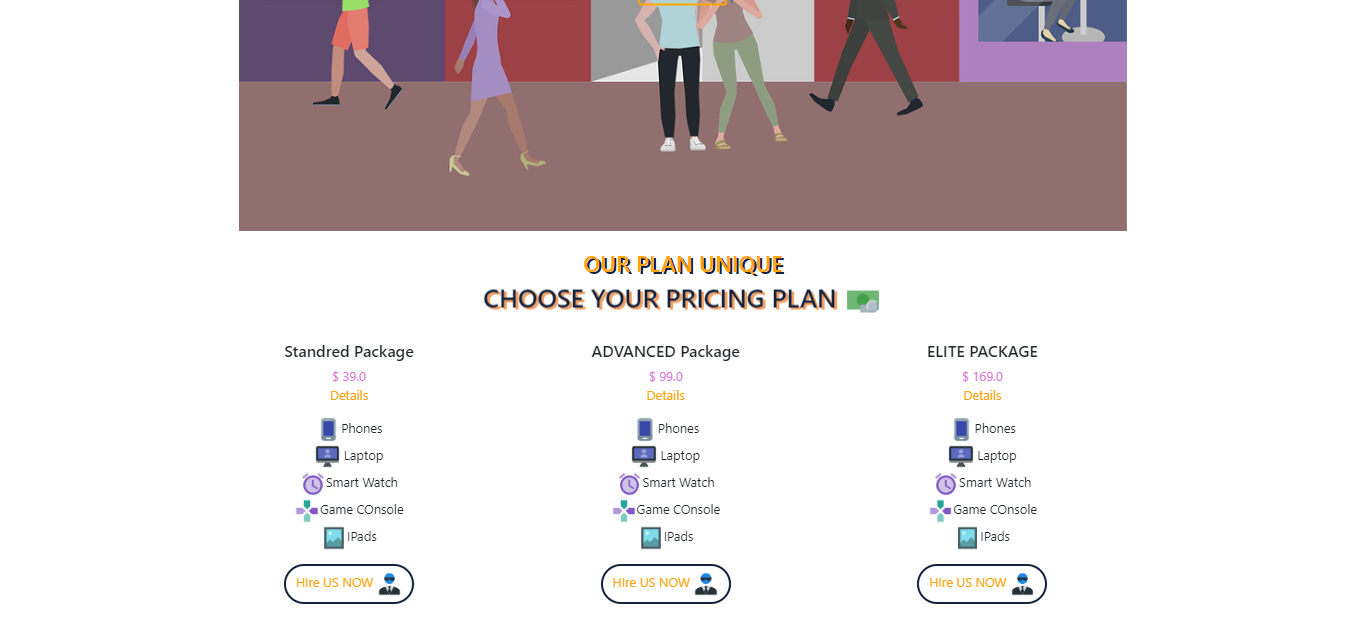 OUR PLAN UNIQUE
CHOOSE YOUR PRICING PLAN
Standred Package
$ 39.0
Details
Phones
Laptop
Smart Watch
Game COnsole
IPads
HIre US NOW
ADVANCED Package
$ 99.0
Details
Phones
Laptop
Smart Watch
Game COnsole
IPads
HIre US NOW
ELITE PACKAGE
$ 169.0
Details
Phones
Laptop
Smart Watch
Game COnsole
IPads
HIre US NOW